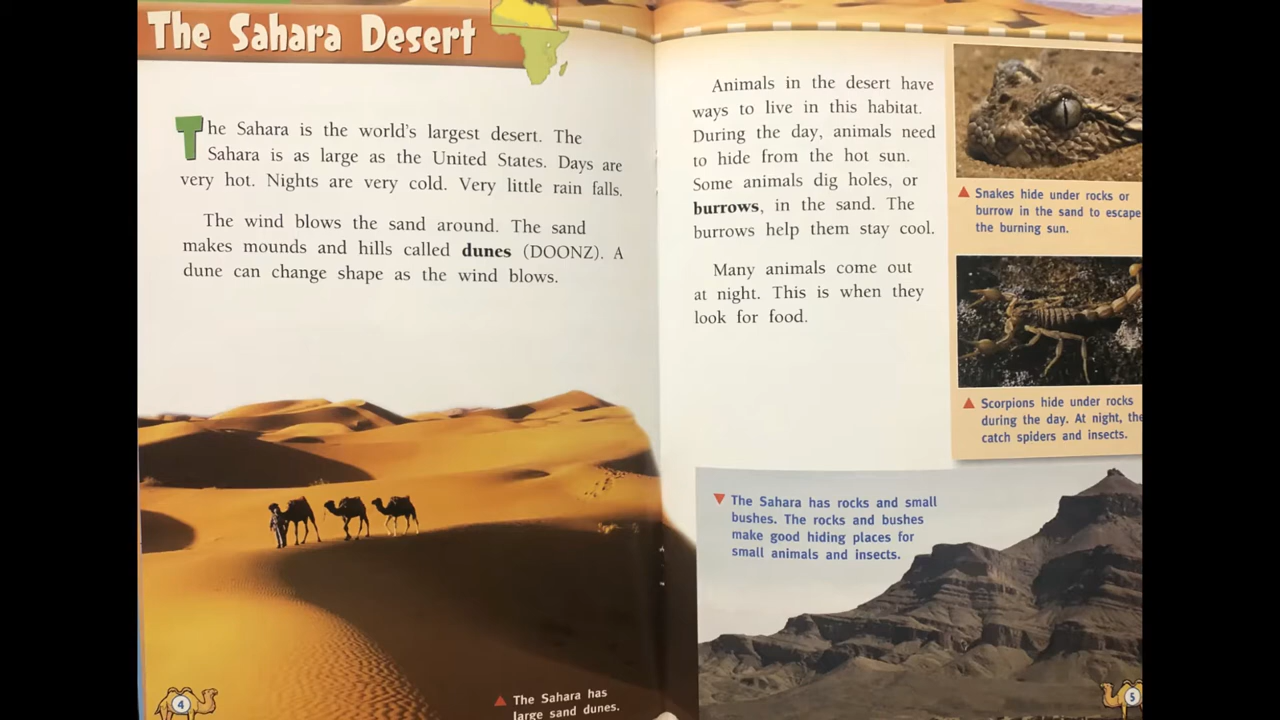 The Sahara Desert
The Sahara is the world's largest desert. The
Sahara is as large as the United States. Days are
very hot. Nights are very cold. Very little rain falls.
The wind blows the sand around. The sand
makes mounds and hills called dunes (DOONZ). A
dune can change shape as the wind blows.
The Sahara has
large sand dunes.
4
Animals in the desert have
ways to live in this habitat.
During the day, animals need
to hide from the hot sun.
Some animals dig holes, or
burrows, in the sand. The
burrows help them stay cool.
Many animals come out
at night. This is when they
look for food.
Snakes hide under rocks or
burrow in the sand to escape
the burning sun.
Scorpions hide under rocks
during the day. At night, the
catch spiders and insects.
The Sahara has rocks and small
bushes. The rocks and bushes
make good hiding places for
small animals and insects.
5